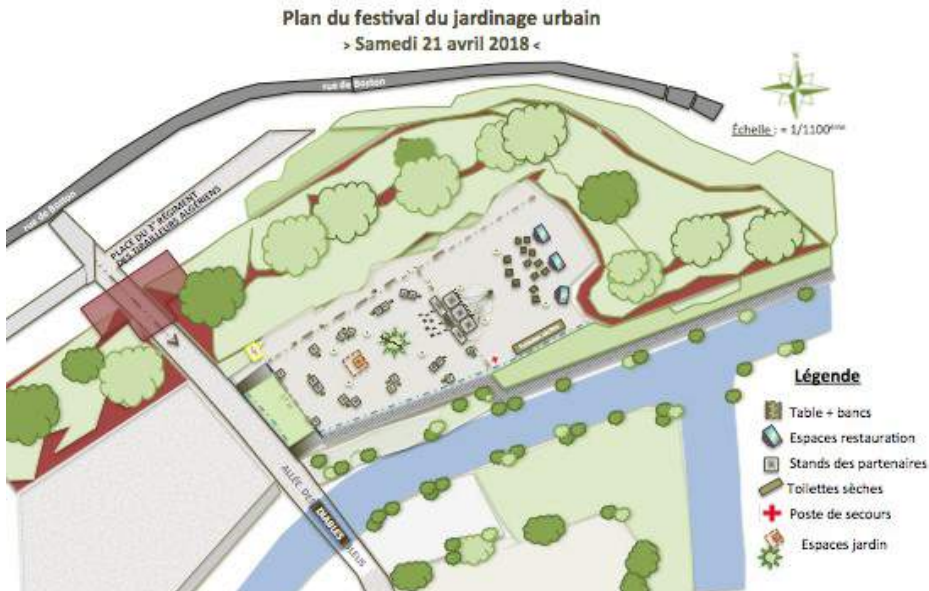 Plan du festival du jardinage urbain
> Samedi 21 avril 2018 <
rue de Boston
rue de Boston
N
Échelle : = 1/1100ème
PLACE DU 3° RÉGIMENT
DES TIRAILLEURS ALGÉRIENS
ALLÉE DES DIABLES BLEUS
Légende
Table + bancs
Espaces restauration
Stands des partenaires
Toilettes sèches
Poste de secours
Espaces jardin